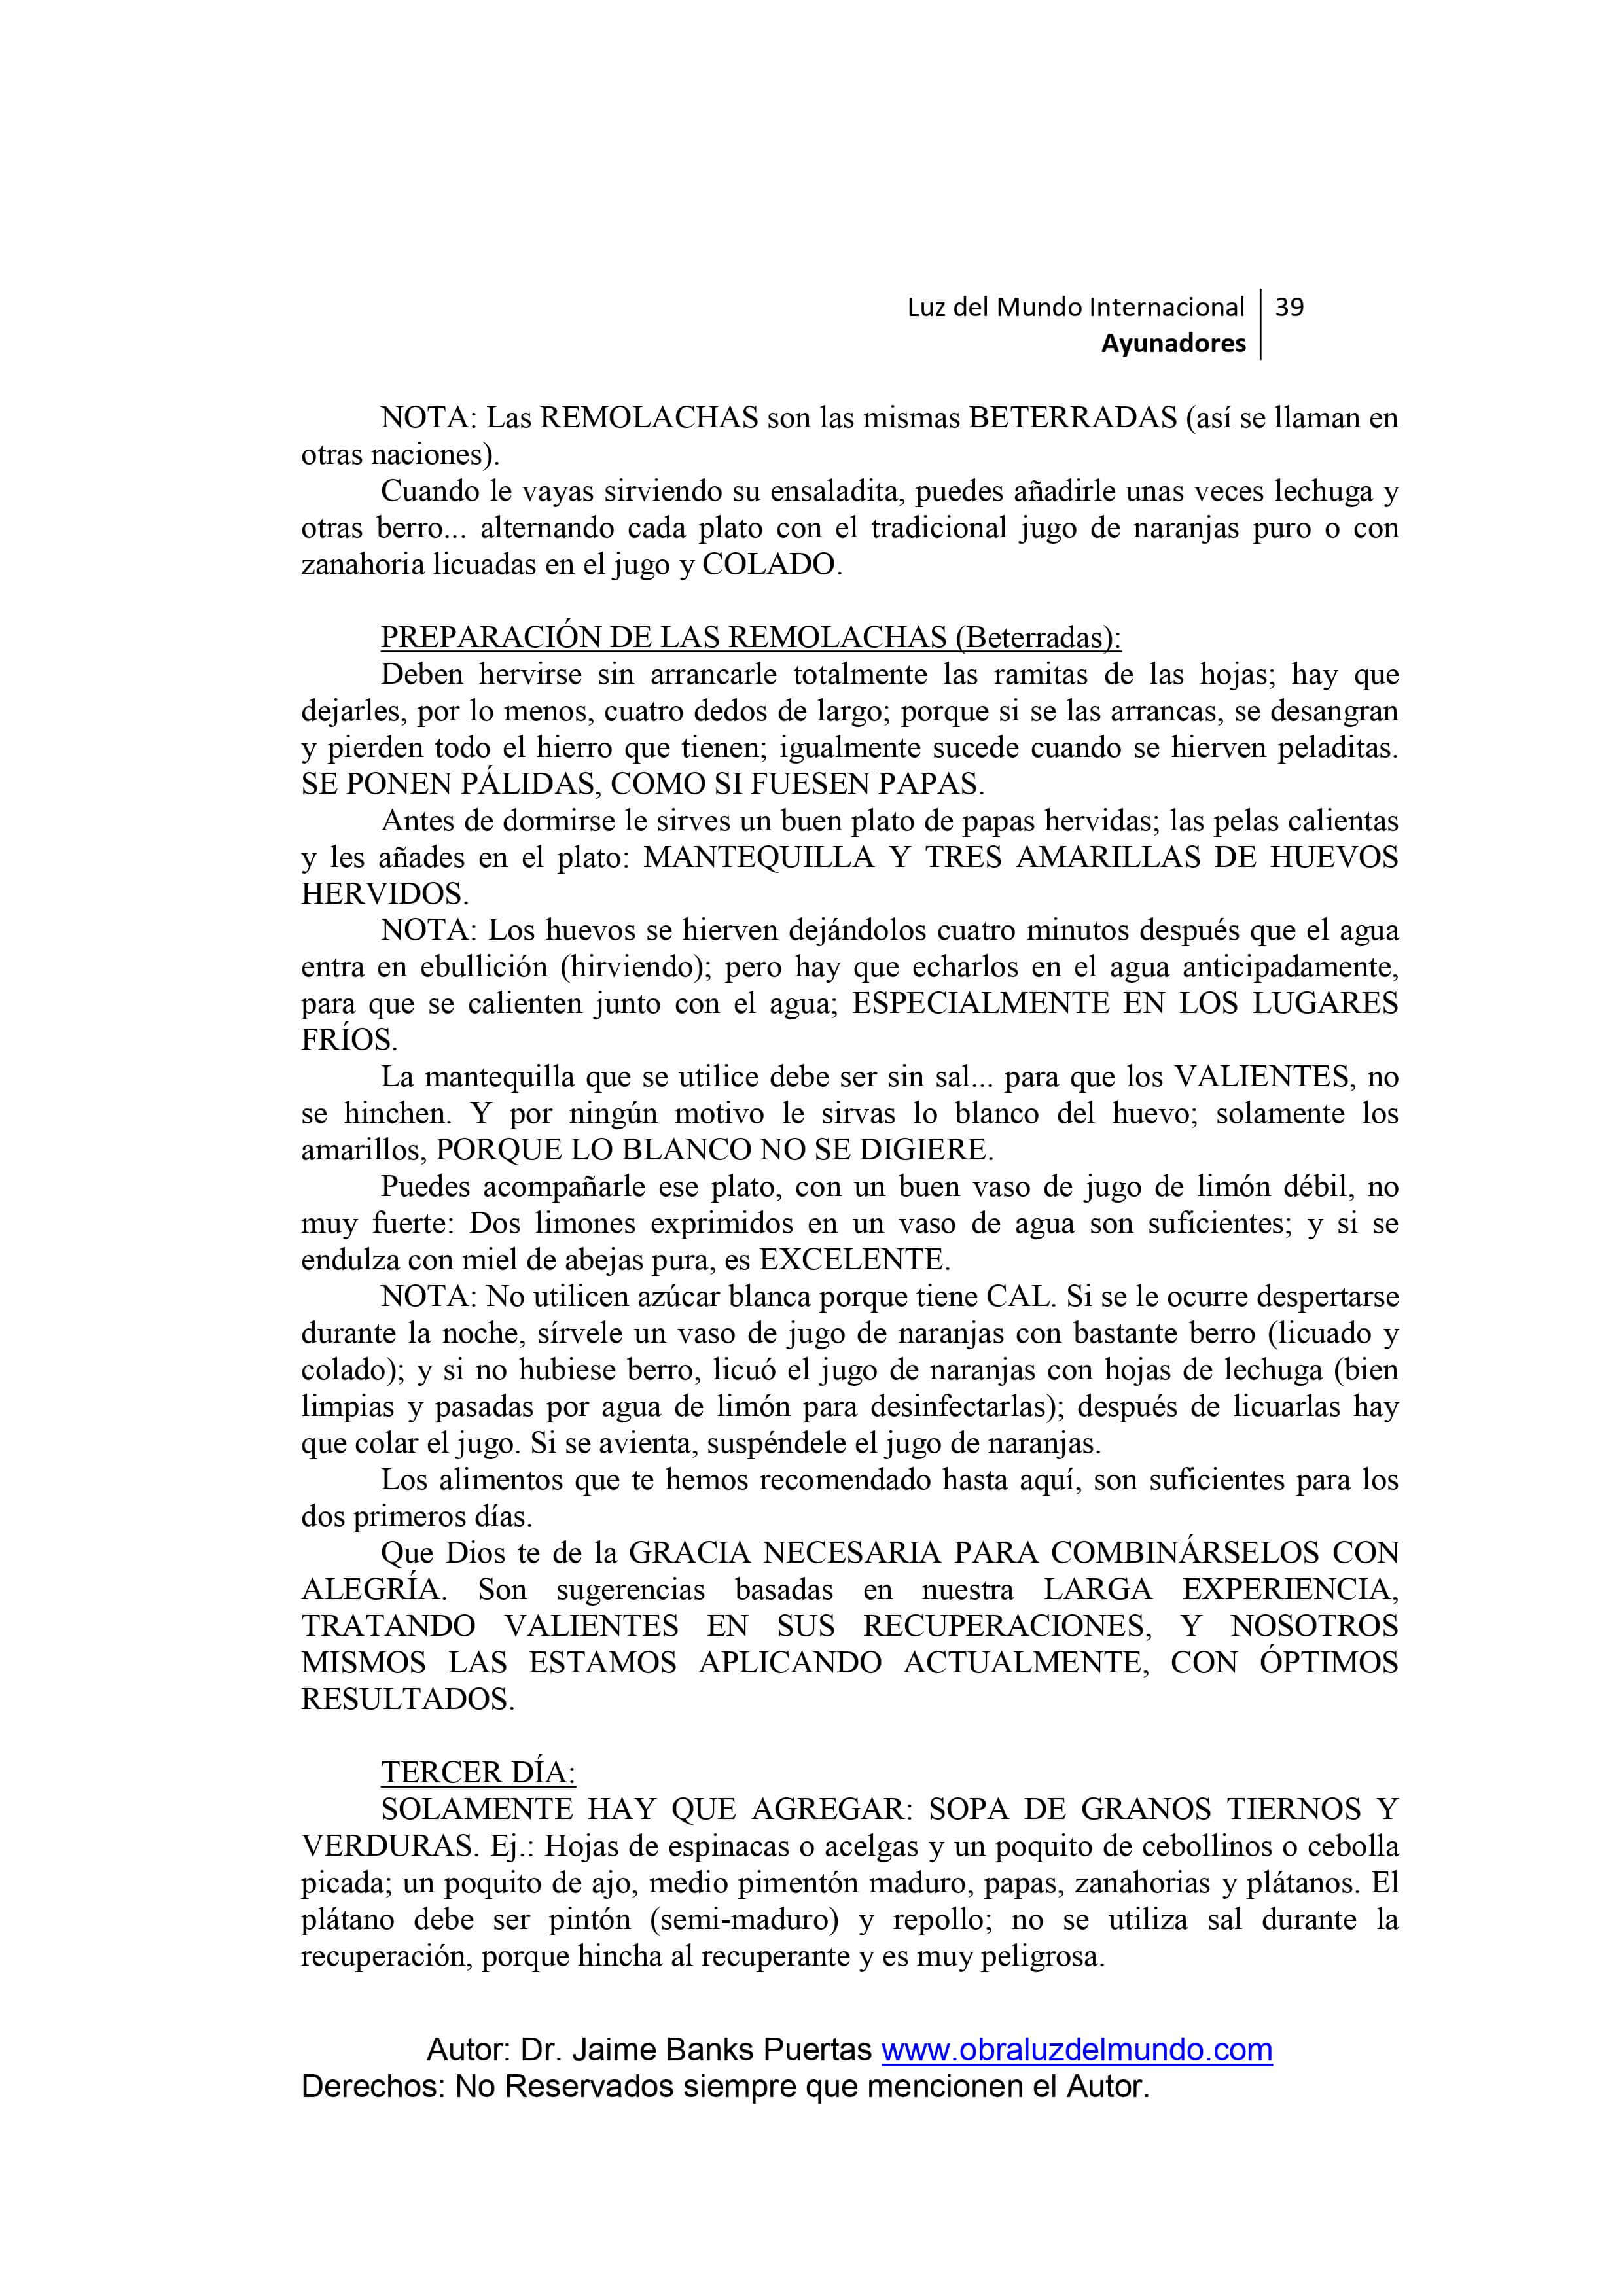 Luz del Mundo Internacional 39
Ayunadores
NOTA: Las REMOLACHAS son las mismas BETERRADAS (así se llaman en
otras naciones).
Cuando le vayas sirviendo su ensaladita, puedes añadirle unas veces lechuga y
otras berro... alternando cada plato con el tradicional jugo de naranjas puro o con
zanahoria licuadas en el jugo y COLADO.
PREPARACIÓN DE LAS REMOLACHAS (Beterradas):
Deben hervirse sin arrancarle totalmente las ramitas de las hojas; hay que
dejarles, por lo menos, cuatro dedos de largo; porque si se las arrancas, se desangran
y pierden todo el hierro que tienen; igualmente sucede cuando se hierven peladitas.
SE PONEN PÁLIDAS, COMO SI FUESEN PAPAS.
Antes de dormirse le sirves un buen plato de papas hervidas; las pelas calientas
y les añades en el plato: MANTEQUILLA Y TRES AMARILLAS DE HUEVOS
HERVIDOS.
NOTA: Los huevos se hierven dejándolos cuatro minutos después que el agua
entra en ebullición (hirviendo); pero hay que echarlos en el agua anticipadamente,
para que se calienten junto con el agua; ESPECIALMENTE EN LOS LUGARES
FRÍOS.
La mantequilla que se utilice debe ser sin sal... para que los VALIENTES, no
se hinchen. Y por ningún motivo le sirvas lo blanco del huevo; solamente los
amarillos, PORQUE LO BLANCO NO SE DIGIERE.
Puedes acompañarle ese plato, con un buen vaso de jugo de limón débil, no
muy fuerte: Dos limones exprimidos en un vaso de agua son suficientes; y si se
endulza con miel de abejas pura, es EXCELENTE.
NOTA: No utilicen azúcar blanca porque tiene CAL. Si se le ocurre despertarse
durante la noche, sírvele un vaso de jugo de naranjas con bastante berro (licuado y
colado); y si no hubiese berro, licuó el jugo de naranjas con hojas de lechuga (bien
limpias y pasadas por agua de limón para desinfectarlas); después de licuarlas hay
que colar el jugo. Si se avienta, suspéndele el jugo de naranjas.
Los alimentos que te hemos recomendado hasta aquí, son suficientes para los
dos primeros días.
Que Dios te de la GRACIA NECESARIA PARA COMBINÁRSELOS CON
ALEGRÍA. Son sugerencias basadas en nuestra LARGA EXPERIENCIA,
TRATANDO VALIENTES EN SUS RECUPERACIONES, Y NOSOTROS
MISMOS LAS ESTAMOS APLICANDO ACTUALMENTE, CON ÓPTIMOS
RESULTADOS.
TERCER DÍA:
SOLAMENTE HAY QUE AGREGAR: SOPA DE GRANOS TIERNOS Y
VERDURAS. Ej.: Hojas de espinacas o acelgas y un poquito de cebollinos o cebolla
picada; un poquito de ajo, medio pimentón maduro, papas, zanahorias y plátanos. El
plátano debe ser pintón (semi-maduro) y repollo; no se utiliza sal durante la
recuperación, porque hincha al recuperante y es muy peligrosa.
Autor: Dr. Jaime Banks Puertas www.obraluzdelmundo.com
Derechos: No Reservados siempre que mencionen el Autor.